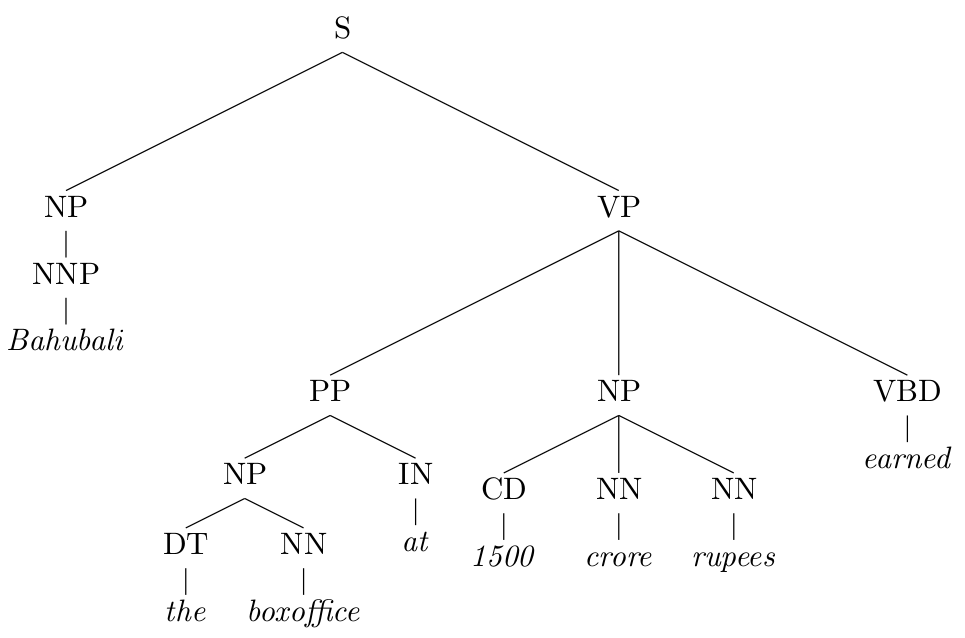 S
NP VP
NNP
Bahubali
PP NP VBD
earned
NP IN CD NN NN
at 1500 crore rupees
DT NN
the boxoffice